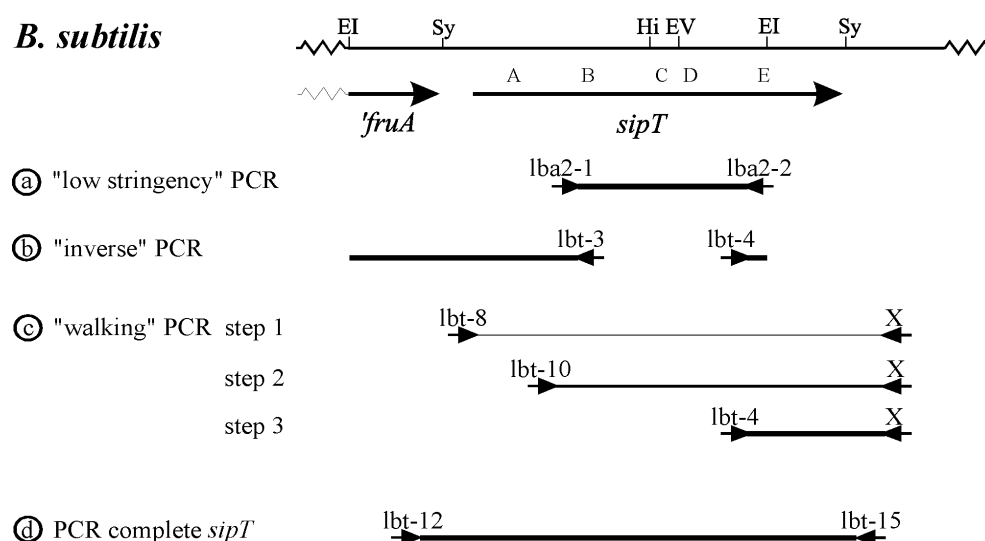 B. subtilis
EI Sy Hi EV EI Sy
A B C D E
'fruA sipT
a "low stringency" PCR lba2-1 lba2-2
b "inverse" PCR lbt-3 lbt-4
c "walking" PCR step 1 lbt-8 X
step 2 lbt-10 X
step 3 lbt-4 X
d PCR complete sipT lbt-12 lbt-15